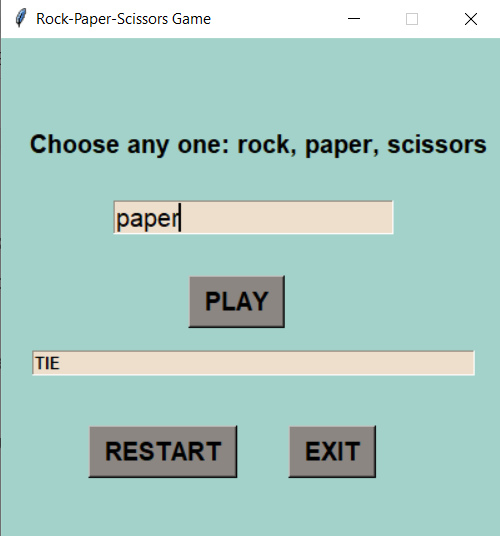 Rock-Paper-Scissors Game
Choose any one: rock, paper, scissors
paper
PLAY
TIE
RESTART EXIT